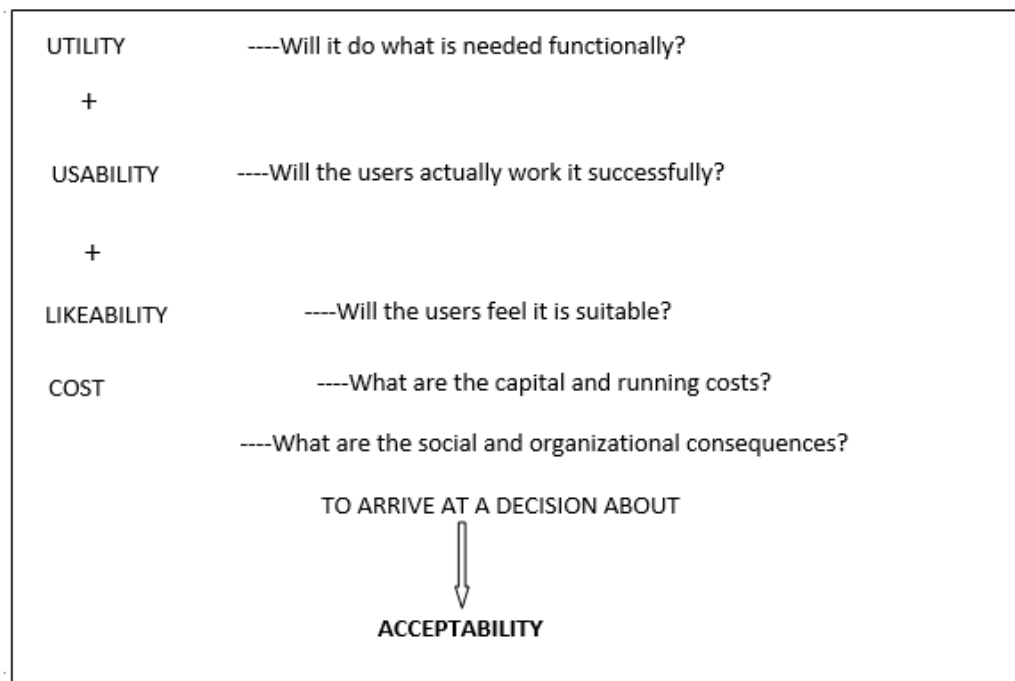 UTILITY ----Will it do what is needed functionally?
+
USABILITY ----Will the users actually work it successfully?
+
LIKEABILITY ----Will the users feel it is suitable?
COST ----What are the capital and running costs?
----What are the social and organizational consequences?
TO ARRIVE AT A DECISION ABOUT
ACCEPTABILITY